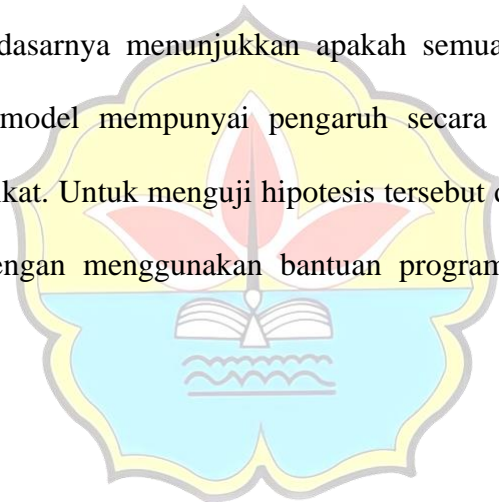 dasarnya menunjukkan apakah semua
model mempunyai pengaruh secara
kat. Untuk menguji hipotesis tersebut
engan menggunakan bantuan program